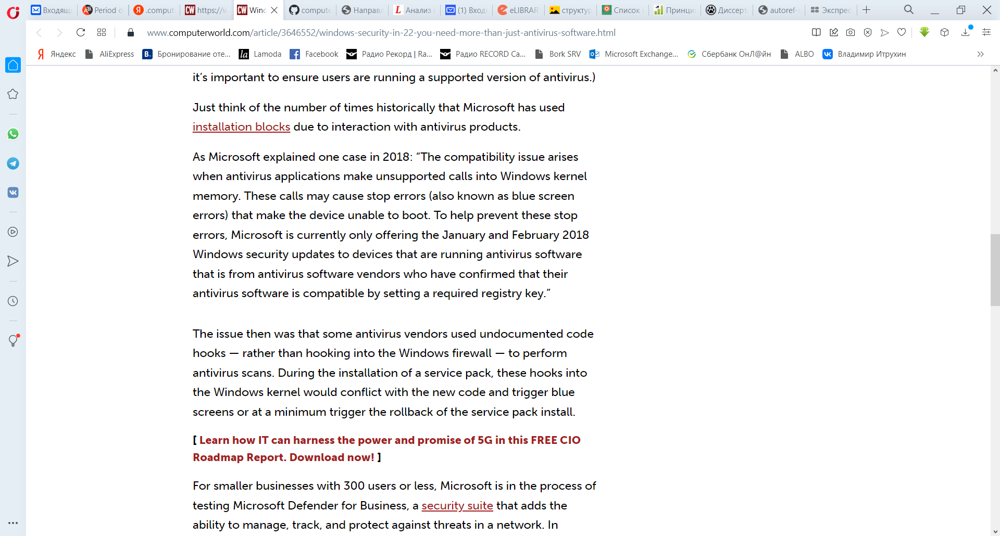 Входящи
Period o
.compute
https://w
Wind
compute
Направл
Анализ
(1) Вход
eLIBRAR
структур
Список
Принци
Диссерт
autoref-
Экспрес
www.computerworld.com/article/3646552/windows-security-in-22-you-need-more-than-just-antivirus-software.html
Яндекс
AliExpress
Бронирование оте...
Lamoda
Facebook
Радио Рекорд | Ra...
Радио RECORD Ca...
Bork SRV
Microsoft Exchange...
Сбербанк ОнЛ@йн
ALBO
Владимир Итрухин
it’s important to ensure users are running a supported version of antivirus.)
Just think of the number of times historically that Microsoft has used
installation blocks due to interaction with antivirus products.
As Microsoft explained one case in 2018: “The compatibility issue arises
when antivirus applications make unsupported calls into Windows kernel
memory. These calls may cause stop errors (also known as blue screen
errors) that make the device unable to boot. To help prevent these stop
errors, Microsoft is currently only offering the January and February 2018
Windows security updates to devices that are running antivirus software
that is from antivirus software vendors who have confirmed that their
antivirus software is compatible by setting a required registry key.”
The issue then was that some antivirus vendors used undocumented code
hooks — rather than hooking into the Windows firewall — to perform
antivirus scans. During the installation of a service pack, these hooks into
the Windows kernel would conflict with the new code and trigger blue
screens or at a minimum trigger the rollback of the service pack install.
[ Learn how IT can harness the power and promise of 5G in this FREE CIO
Roadmap Report. Download now! ]
For smaller businesses with 300 users or less, Microsoft is in the process of
testing Microsoft Defender for Business, a security suite that adds the
ability to manage, track, and protect against threats in a network. In